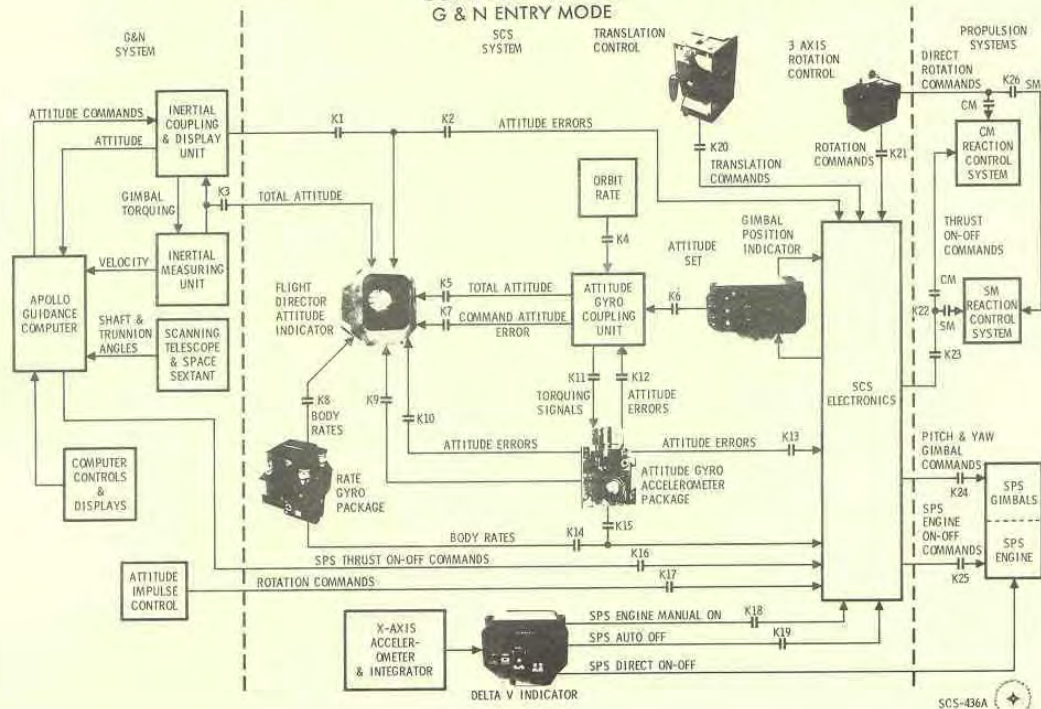 G & N ENTRY MODE
G&N
SYSTEM
SCS
SYSTEM
TRANSLATION
CONTROL
3 AXIS
ROTATION
CONTROL
PROPULSION
SYSTEMS
DIRECT
ROTATION
COMMANDS
K26
SM
CM
ATTITUDE COMMANDS
ATTITUDE
INERTIAL
COUPLING
& DISPLAY
UNIT
K1
K2
ATTITUDE ERRORS
K20
TRANSLATION
COMMANDS
ROTATION
COMMANDS
K21
CM
REACTION
CONTROL
SYSTEM
GIMBAL
TORQUING
K3
TOTAL ATTITUDE
ORBIT
RATE
K4
GIMBAL
POSITION
INDICATOR
THRUST
ON-OFF
COMMANDS
VELOCITY
INERTIAL
MEASURING
UNIT
APOLLO
GUIDANCE
COMPUTER
FLIGHT
DIRECTOR
ATTITUDE
INDICATOR
K5
TOTAL ATTITUDE
K7
COMMAND ATTITUDE
ERROR
ATTITUDE
GYRO
COUPLING
UNIT
ATTITUDE
SET
K6
CM
K22
SM
SM
REACTION
CONTROL
SYSTEM
K23
SHAFT &
TRUNNION
ANGLES
SCANNING
TELESCOPE
& SPACE
SEXTANT
K8
BODY
RATES
K9
K10
K11
TORQUING
SIGNALS
K12
ATTITUDE
ERRORS
SCS
ELECTRONICS
ATTITUDE ERRORS
ATTITUDE ERRORS
K13
COMPUTER
CONTROLS
&
DISPLAYS
RATE
GYRO
PACKAGE
ATTITUDE GYRO
ACCELEROMETER
PACKAGE
PITCH & YAW
GIMBAL
COMMANDS
K24
SPS
GIMBALS
K15
BODY RATES
K14
SPS THRUST ON-OFF COMMANDS
K16
SPS
ENGINE
ON-OFF
COMMANDS
K25
SPS
ENGINE
ATTITUDE
IMPULSE
CONTROL
ROTATION COMMANDS
K17
X-AXIS
ACCELER-
OMETER
& INTEGRATOR
SPS ENGINE MANUAL ON
K18
SPS AUTO OFF
K19
SPS DIRECT ON-OFF
DELTA V INDICATOR
SCS-436A